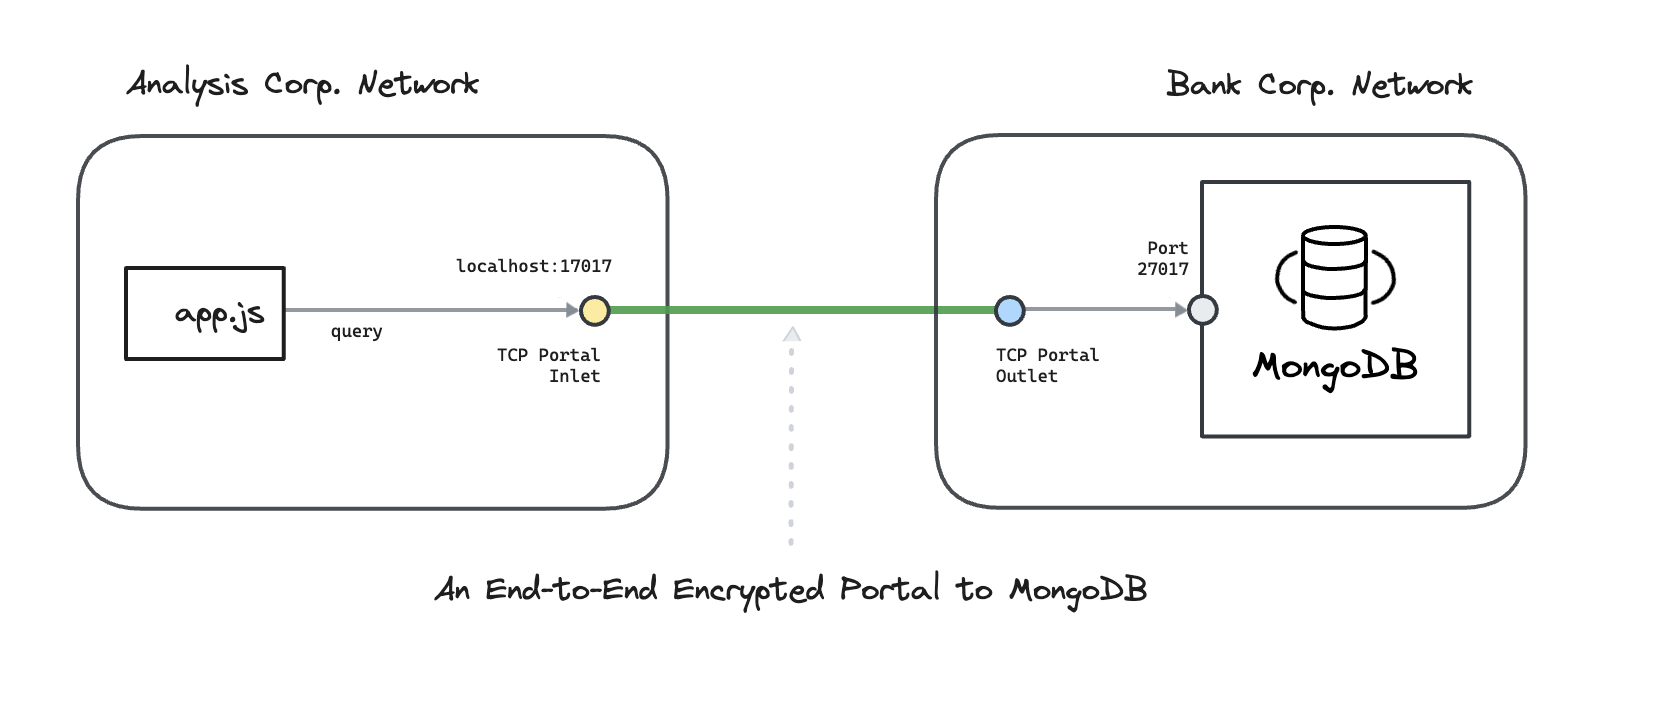 Analysis Corp. Network
Bank Corp. Network
localhost:17017
app.js
query
TCP Portal
Inlet
TCP Portal
Outlet
Port
27017
MongoDB
An End-to-End Encrypted Portal to MongoDB